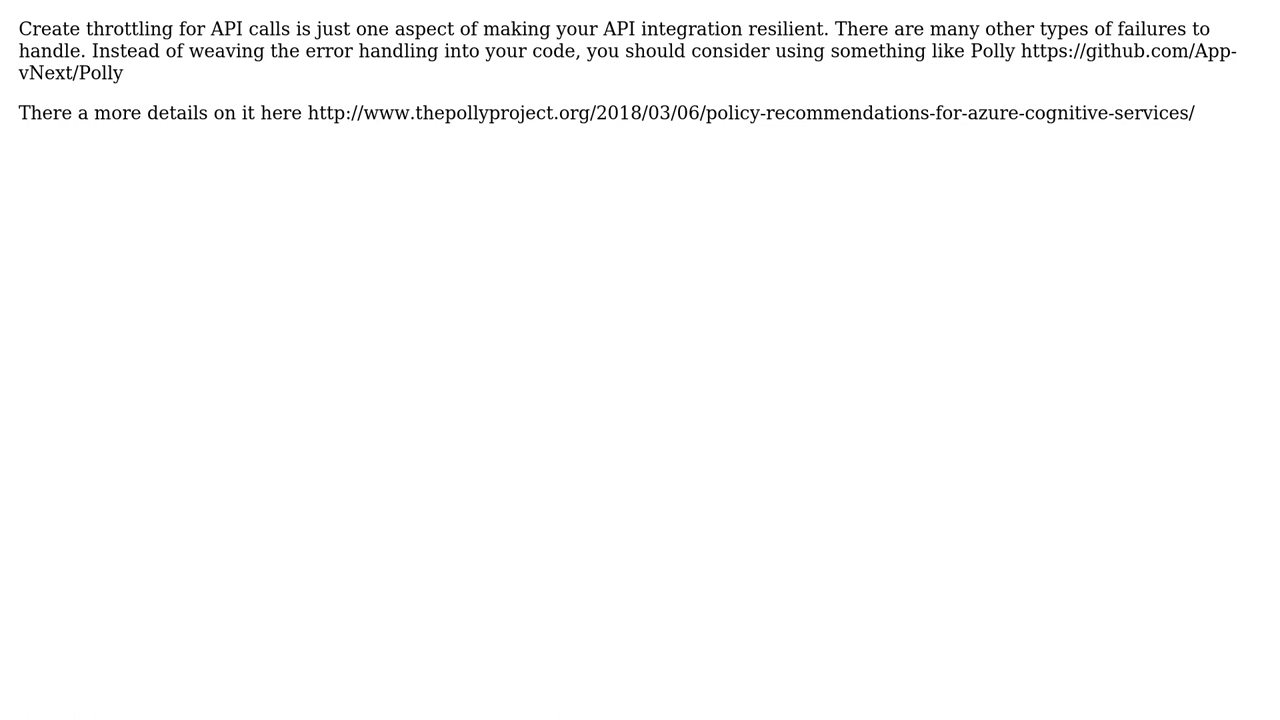 Create throttling for API calls is just one aspect of making your API integration resilient. There are many other types of failures to
handle. Instead of weaving the error handling into your code, you should consider using something like Polly https://github.com/App-
vNext/Polly
There a more details on it here http://www.thepollyproject.org/2018/03/06/policy-recommendations-for-azure-cognitive-services/